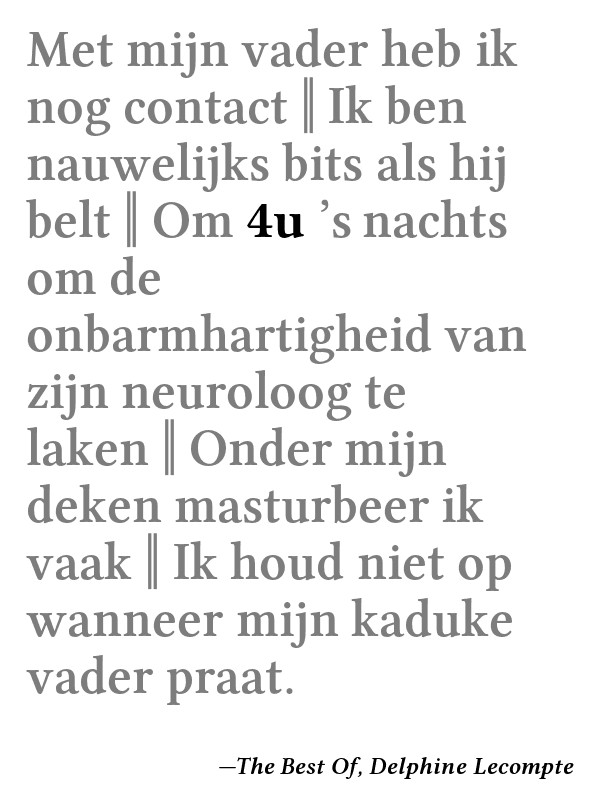 Met mijn vader heb ik
nog contact ‖ Ik ben
nauwelijks bits als hij
belt ‖ Om 4u ’s nachts
om de
onbarmhartigheid van
zijn neuroloog te
laken ‖ Onder mijn
deken masturbeer ik
vaak ‖ Ik houd niet op
wanneer mijn kaduke
vader praat.
—The Best Of, Delphine Lecompte